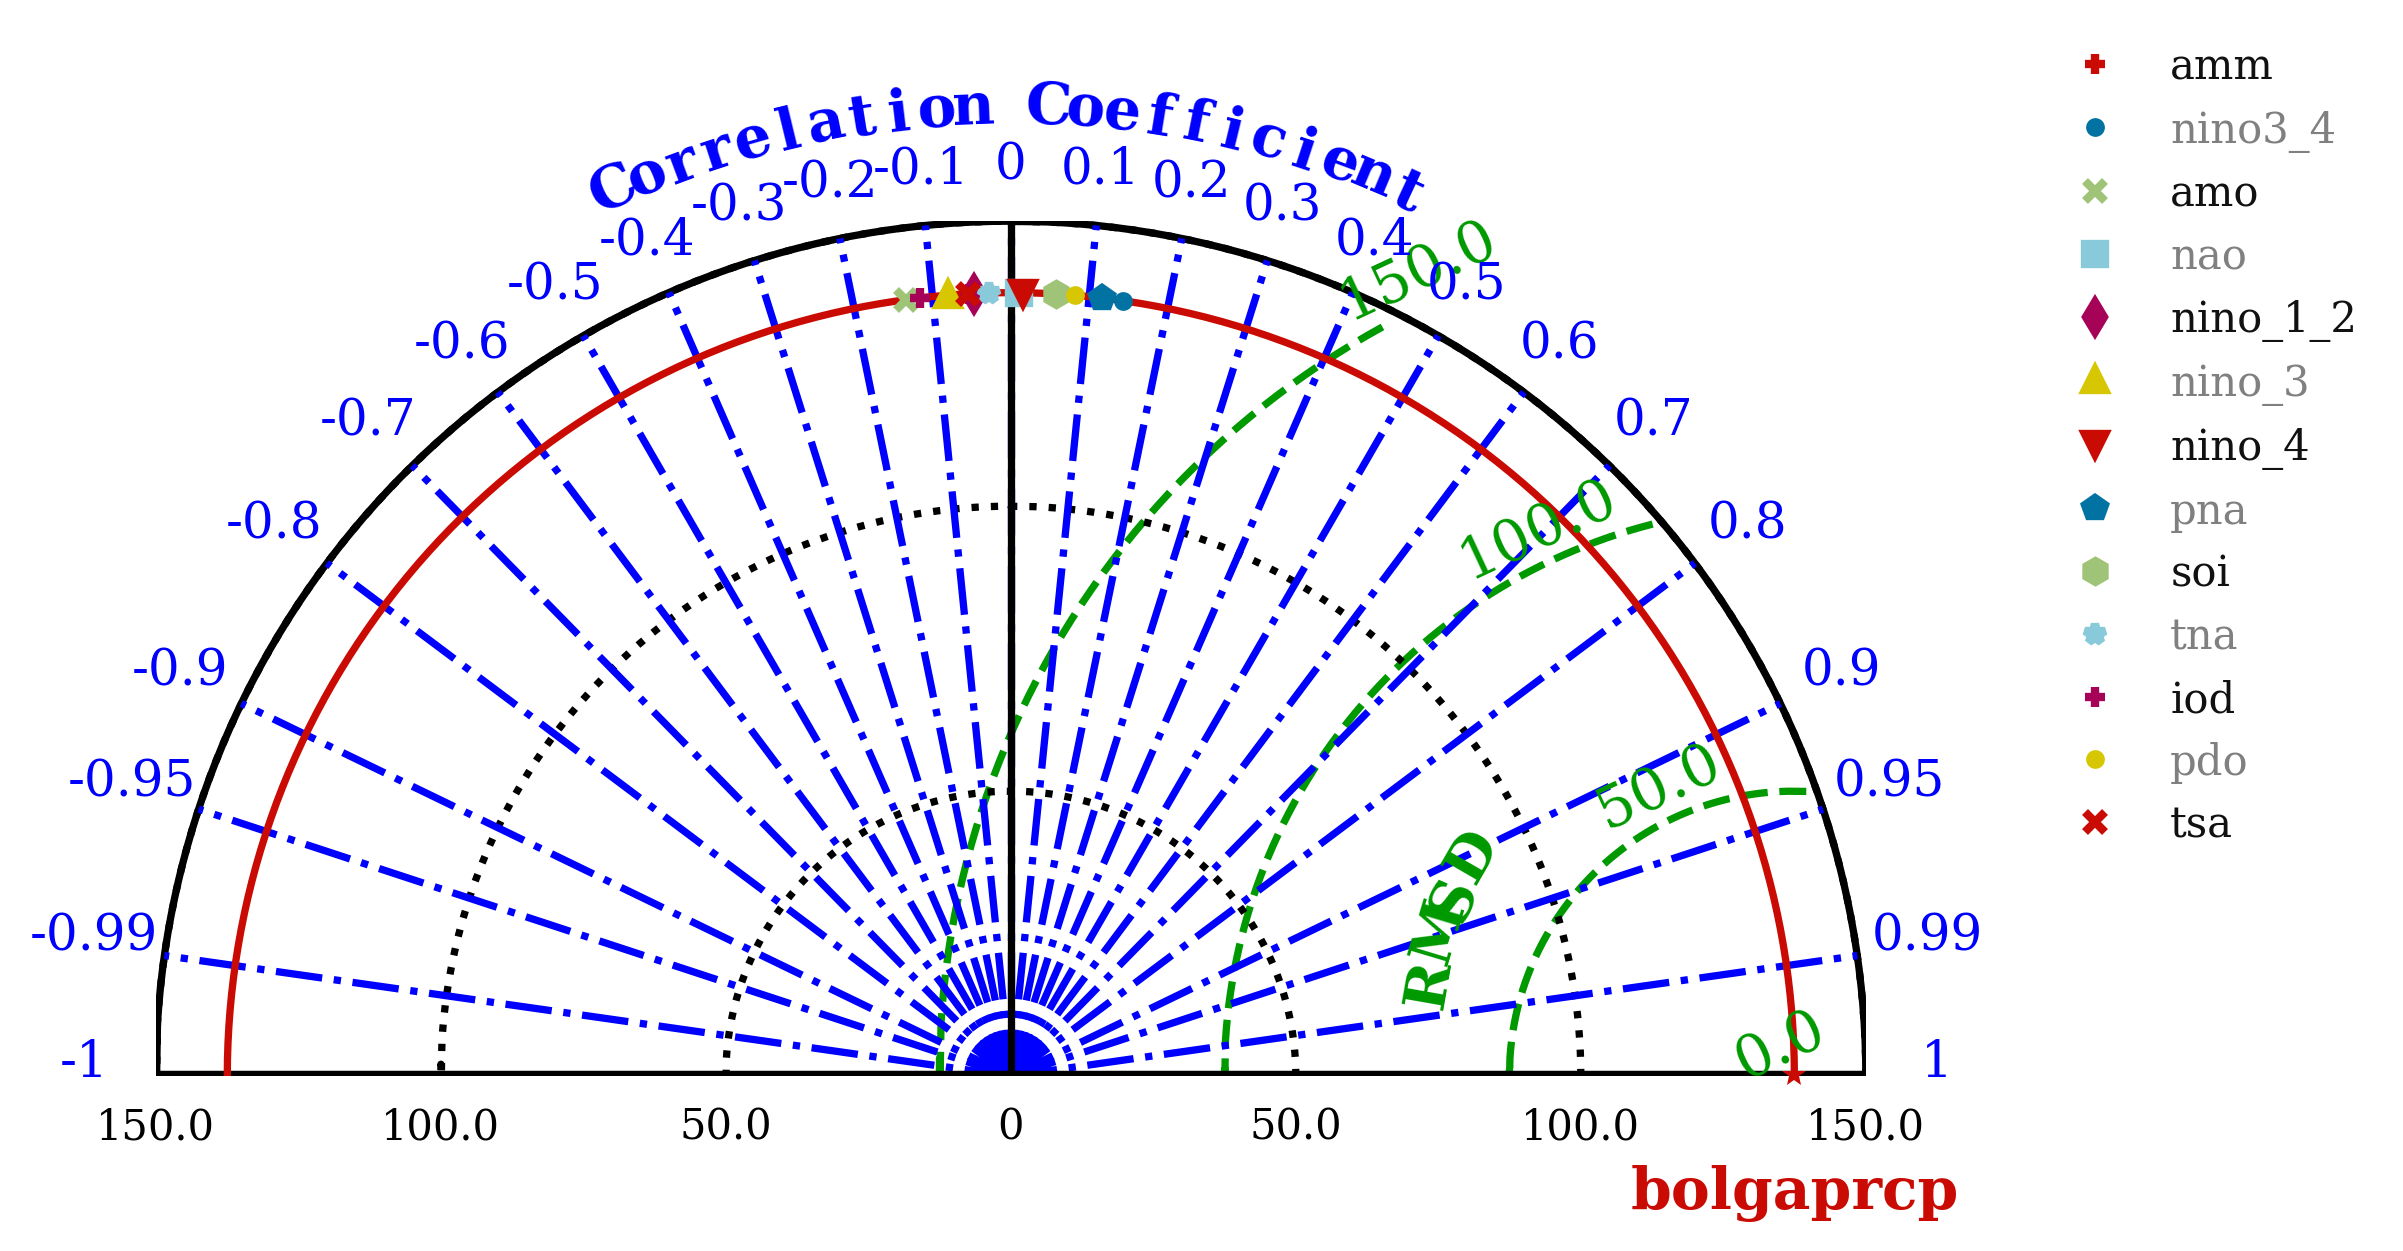 Correlation Coefficient
-1
-0.99
-0.95
-0.9
-0.8
-0.7
-0.6
-0.5
-0.4
-0.3
-0.2
-0.1
0
0.1
0.2
0.3
0.4
0.5
0.6
0.7
0.8
0.9
0.95
0.99
1
150.0
100.0
50.0
0.0
RMSD
150.0 100.0 50.0 0 50.0 100.0 150.0
bolgaprcp
amm
nino3_4
amo
nao
nino_1_2
nino_3
nino_4
pna
soi
tna
iod
pdo
tsa